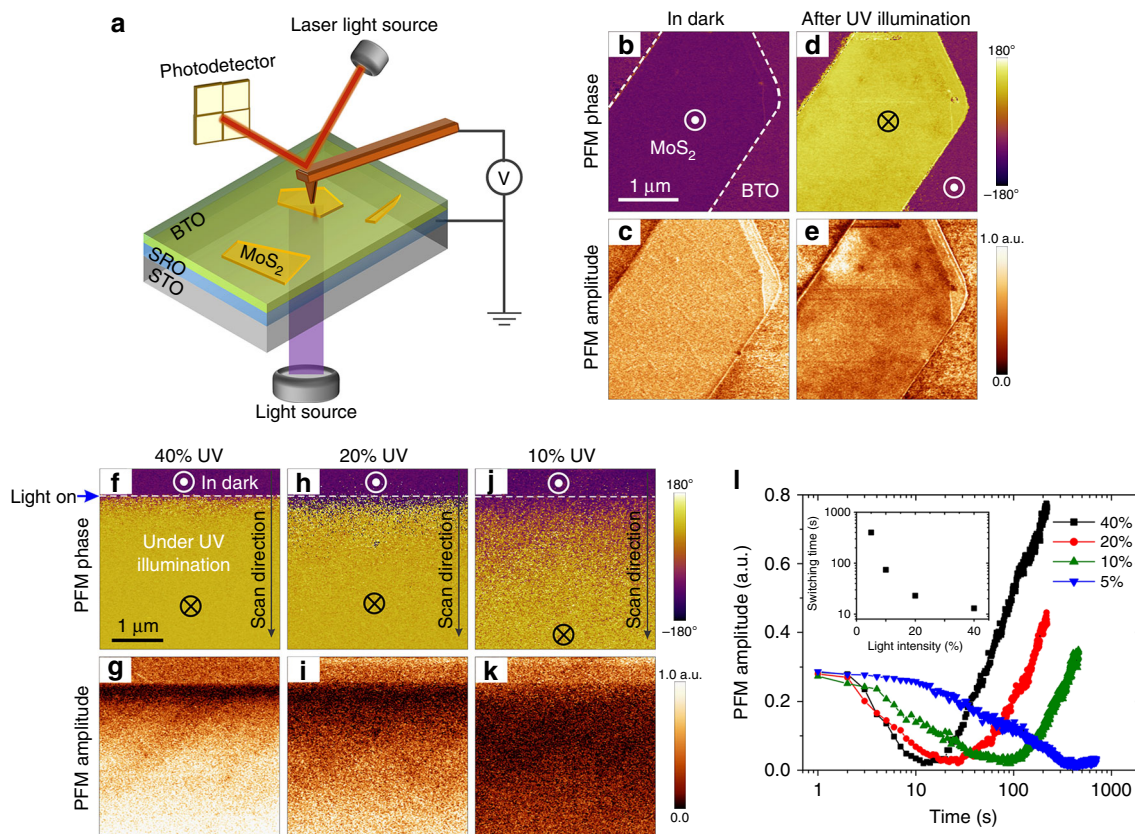 a
Laser light source
Photodetector
V
BTO
SRO
STO
MoS2
Light source
In dark
After UV illumination
PFM phase
b
MoS2
1 μm
BTO
d
180°
−180°
PFM amplitude
c
e
1.0 a.u.
0.0
40% UV
20% UV
10% UV
Light on
PFM phase
f
In dark
Under UV
illumination
1 μm
Scan direction
h
Scan direction
j
Scan direction
180°
−180°
PFM amplitude
g
i
k
1.0 a.u.
0.0
l
PFM amplitude (a.u.)
0.8
0.6
0.4
0.2
0.0
1
10
100
1000
Time (s)
40%
20%
10%
5%
Switching time (s)
1000
100
10
0
20
40
Light intensity (%)